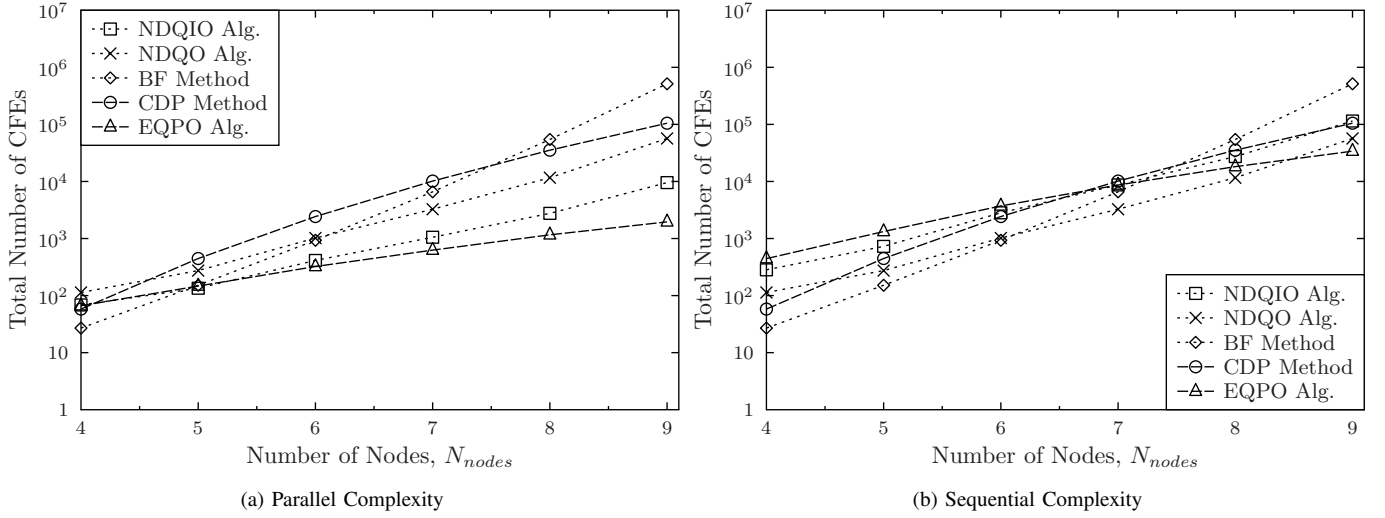 Total Number of CFEs
10^7
10^6
10^5
10^4
10^3
10^2
10
1
NDQIO Alg.
NDQO Alg.
BF Method
CDP Method
EQPO Alg.
4 5 6 7 8 9
Number of Nodes, N_{nodes}
(a) Parallel Complexity
Total Number of CFEs
10^7
10^6
10^5
10^4
10^3
10^2
10
1
NDQIO Alg.
NDQO Alg.
BF Method
CDP Method
EQPO Alg.
4 5 6 7 8 9
Number of Nodes, N_{nodes}
(b) Sequential Complexity